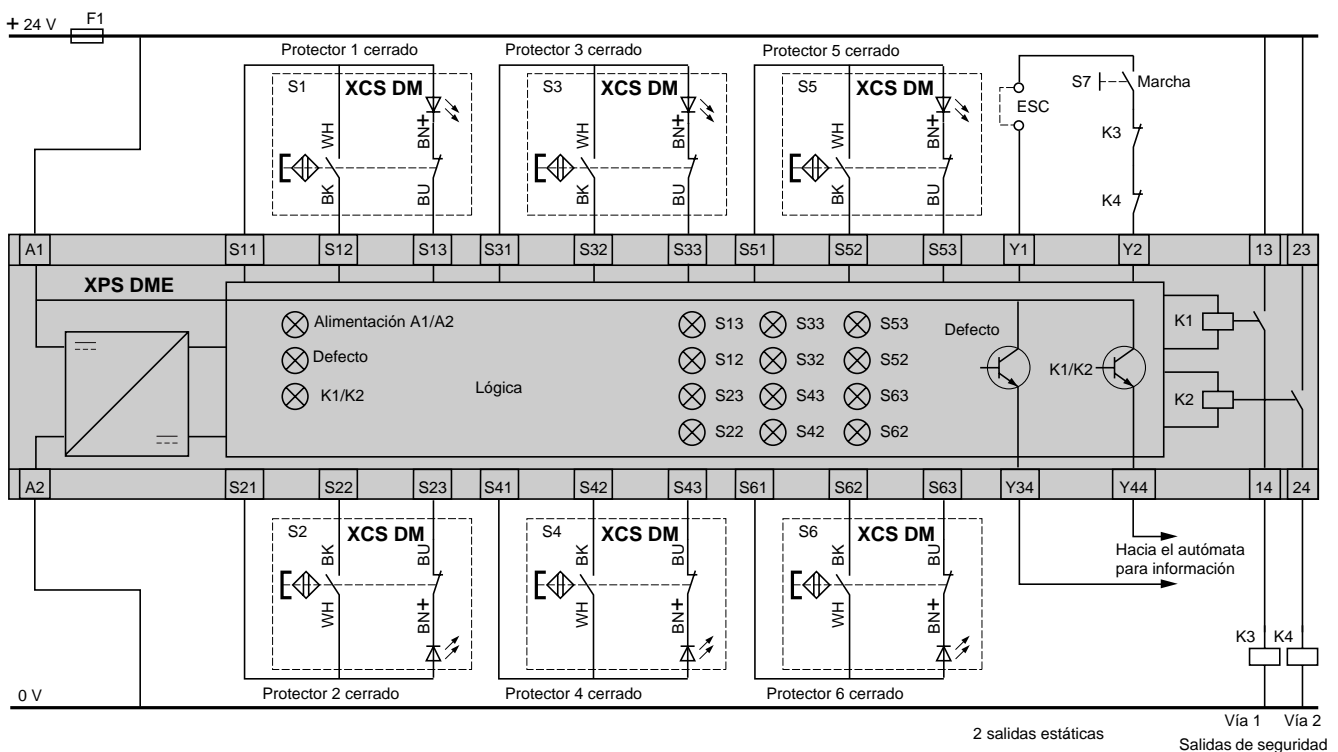 + 24 V
F1
Protector 1 cerrado
Protector 3 cerrado
Protector 5 cerrado
S1
XCS DM
S3
XCS DM
S5
XCS DM
S7
Marcha
ESC
WH
BN+
WH
BN+
WH
BN+
K3
BK
BU
BK
BU
BK
BU
K4
A1
S11
S12
S13
S31
S32
S33
S51
S52
S53
Y1
Y2
13
23
XPS DME
Alimentación A1/A2
S13
S33
S53
Defecto
K1
Defecto
S12
S32
S52
K1/K2
K1/K2
Lógica
S23
S43
S63
K2
S22
S42
S62
A2
S21
S22
S23
S41
S42
S43
S61
S62
S63
Y34
Y44
14
24
S2
XCS DM
S4
XCS DM
S6
XCS DM
BK
BU
BK
BU
BK
BU
Hacia el autómata
para información
WH
BN+
WH
BN+
WH
BN+
K3
K4
0 V
Protector 2 cerrado
Protector 4 cerrado
Protector 6 cerrado
2 salidas estáticas
Vía 1
Vía 2
Salidas de seguridad